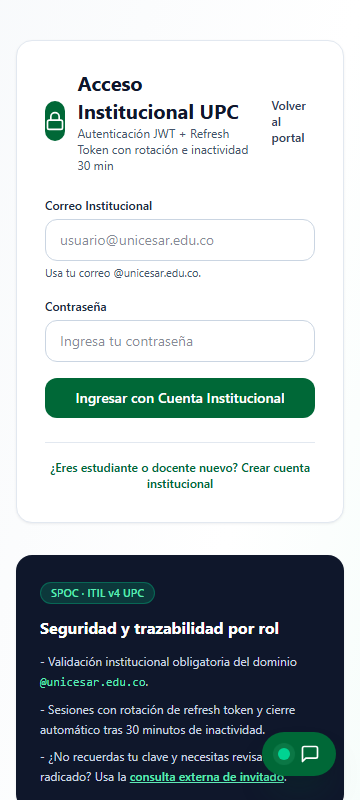 Acceso
Institucional UPC
Autenticación JWT + Refresh
Token con rotación e inactividad
30 min
Volver
al
portal
Correo Institucional
usuario@unicesar.edu.co
Usa tu correo @unicesar.edu.co.
Contraseña
Ingresa tu contraseña
Ingresar con Cuenta Institucional
¿Eres estudiante o docente nuevo? Crear cuenta
institucional
SPOC · ITIL v4 UPC
Seguridad y trazabilidad por rol
- Validación institucional obligatoria del dominio
@unicesar.edu.co.
- Sesiones con rotación de refresh token y cierre
automático tras 30 minutos de inactividad.
- ¿No recuerdas tu clave y necesitas revisa
radicado? Usa la consulta externa de invitado.